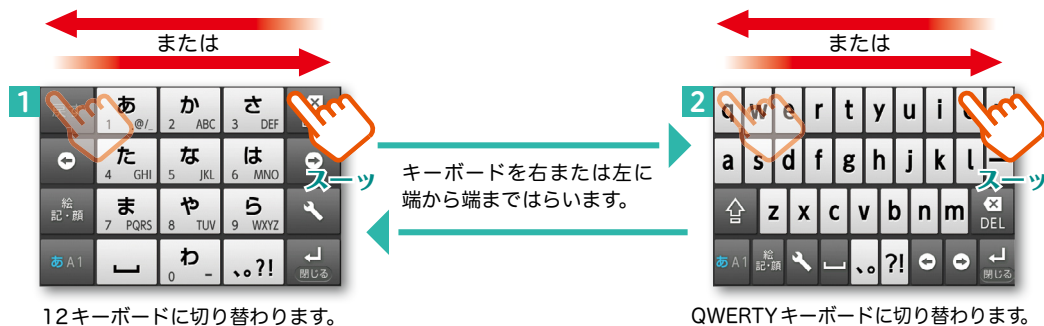 または
または
1
あ
1 @/_
か
2 ABC
さ
3 DEF
た
4 GHI
な
5 JKL
は
6 MNO
スーッ
絵
記・顔
ま
7 PQRS
や
8 TUV
ら
9 WXYZ
あA1
わ
0 -
、。?!
閉じる
12キーボードに切り替わります。
キーボードを右または左に
端から端まではらいます。
2
q w e r t y u i
a s d f g h j k l ー
スーッ
z x c v b n m DEL
あA1
絵
記・顔
、。 ?!
閉じる
QWERTYキーボードに切り替わります。